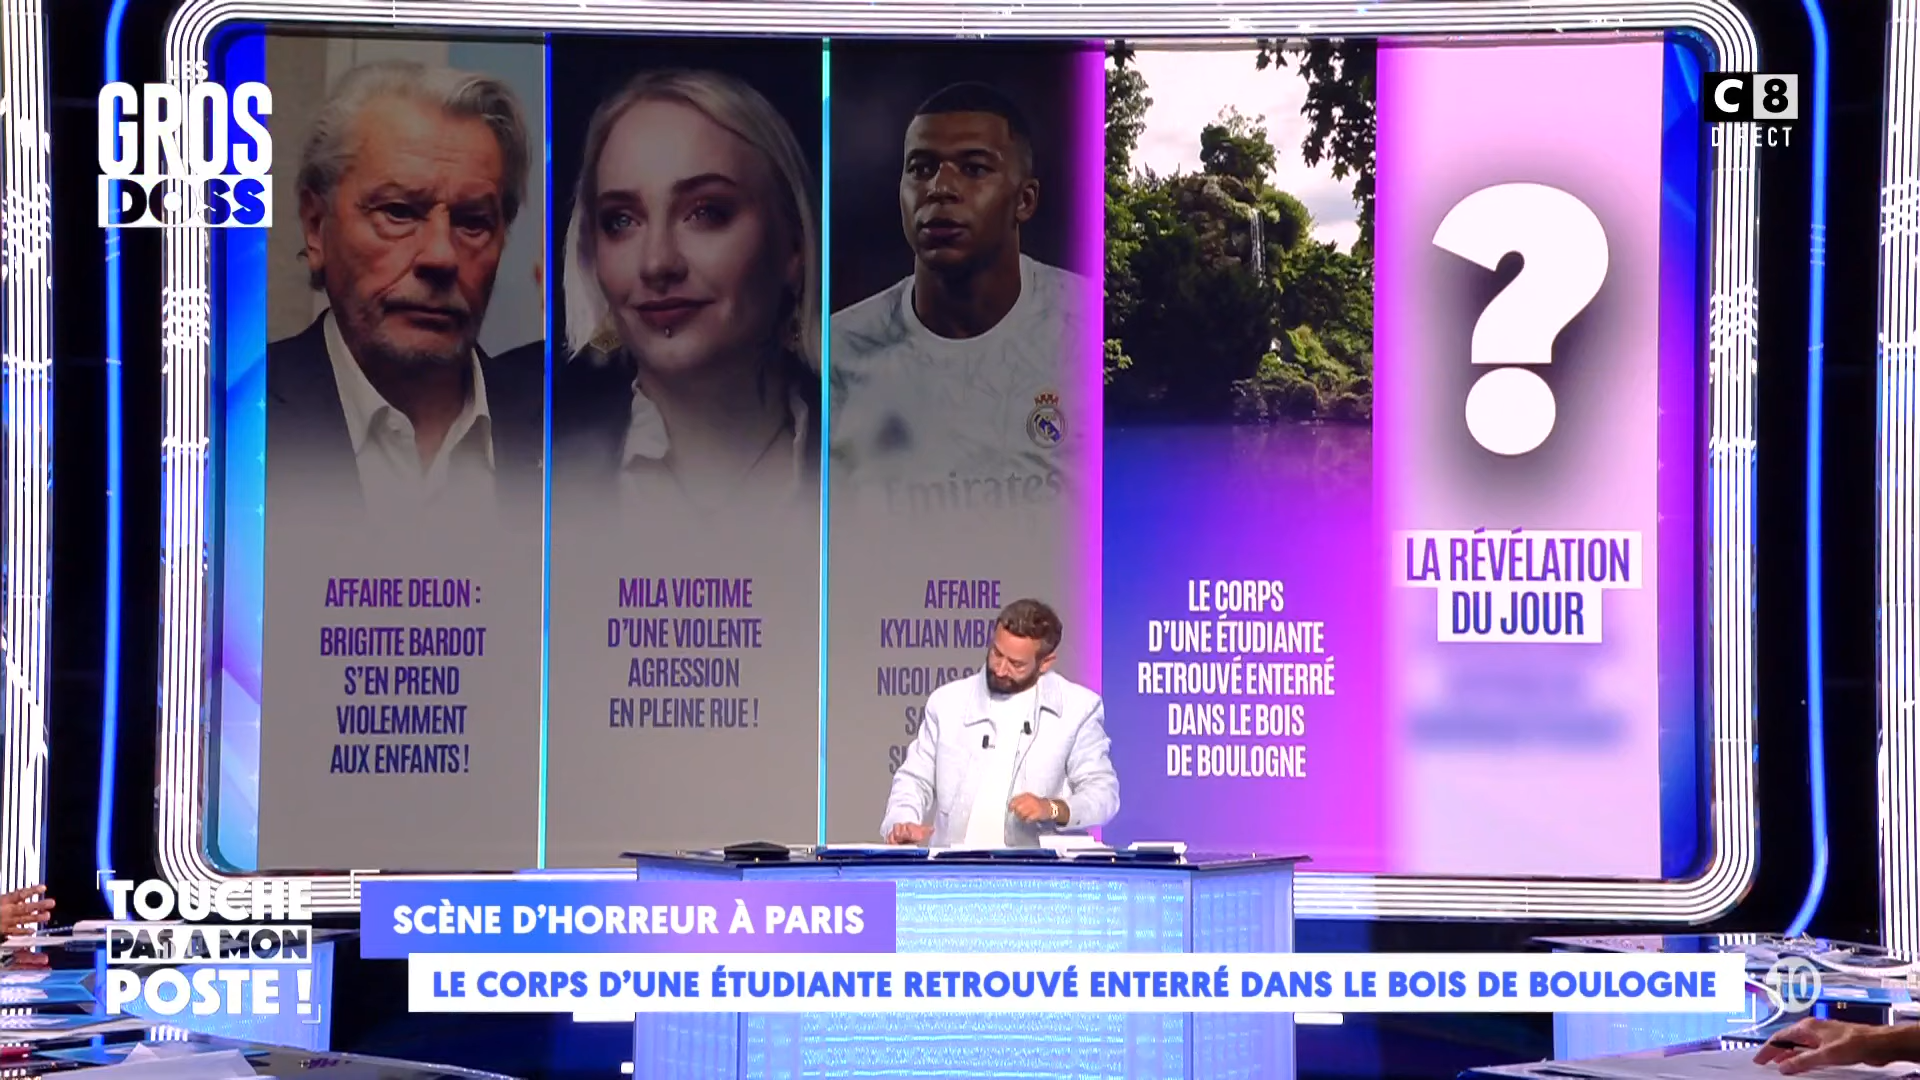 LES
GROS
DOSS
C8
DIRECT
Emirates
AFFAIRE DELON :
BRIGITTE BARDOT
S'EN PREND
VIOLEMMENT
AUX ENFANTS !
MILA VICTIME
D'UNE VIOLENTE
AGRESSION
EN PLEINE RUE !
AFFAIRE
KYLIAN
LE CORPS
D'UNE ÉTUDIANTE
RETROUVÉ ENTERRÉ
DANS LE BOIS
DE BOULOGNE
LA RÉVÉLATION
DU JOUR
TOUCHE
PAS A MON
POSTE !
SCÈNE D'HORREUR À PARIS
LE CORPS D'UNE ÉTUDIANTE RETROUVÉ ENTERRÉ DANS LE BOIS DE BOULOGNE
-10